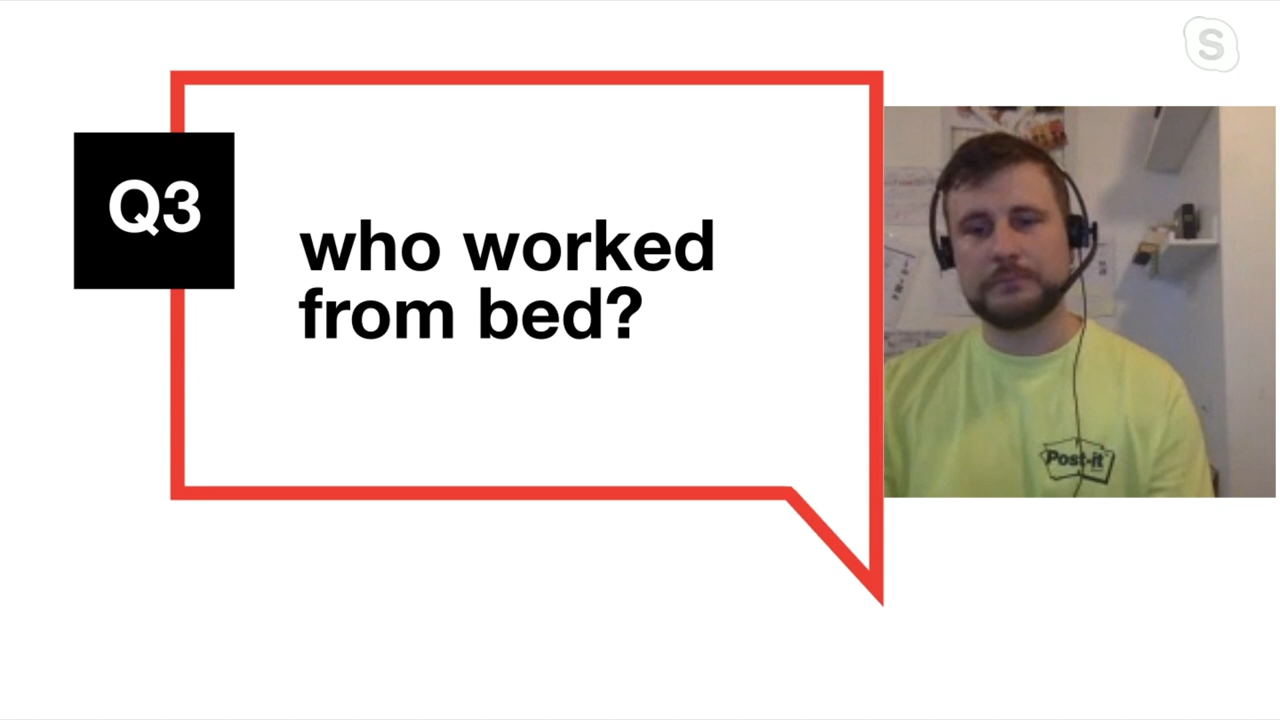 S
Q3
who worked
from bed?
Post-it